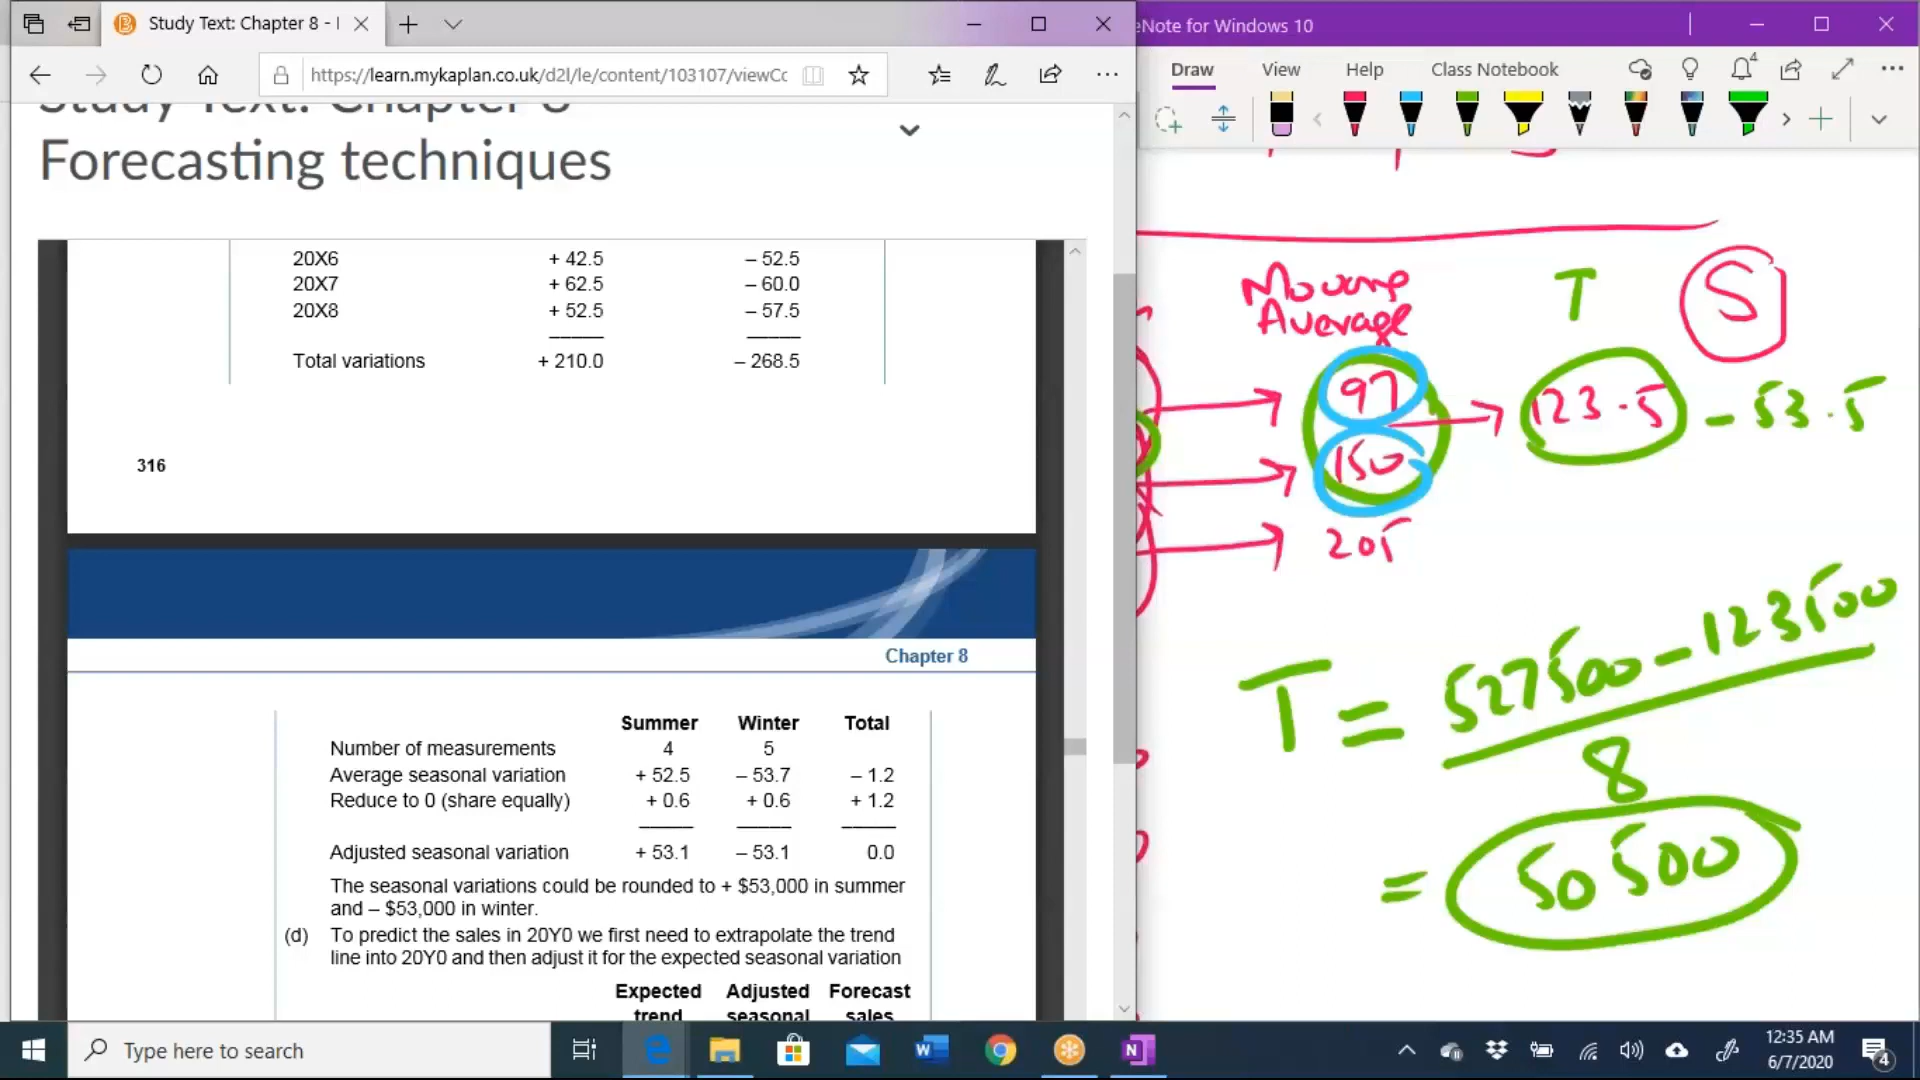 Study Text: Chapter 8 - I
https://learn.mykaplan.co.uk/d2l/le/content/103107/viewCc
Study Text: Chapter 8
Forecasting techniques
20X6 + 42.5 – 52.5
20X7 + 62.5 – 60.0
20X8 + 52.5 – 57.5
Total variations + 210.0 – 268.5
316
Chapter 8
Summer Winter Total
Number of measurements 4 5
Average seasonal variation + 52.5 – 53.7 – 1.2
Reduce to 0 (share equally) + 0.6 + 0.6 + 1.2
Adjusted seasonal variation + 53.1 – 53.1 0.0
The seasonal variations could be rounded to + $53,000 in summer
and – $53,000 in winter.
(d) To predict the sales in 20Y0 we first need to extrapolate the trend
line into 20Y0 and then adjust it for the expected seasonal variation
Expected Adjusted Forecast
trend seasonal sales
eNote for Windows 10
Draw View Help Class Notebook
4
Moving T S
Average
97
123.5 - 53.5
150
205
T = 527500 - 123500
8
= 50500
Type here to search
12:35 AM
6/7/2020
4